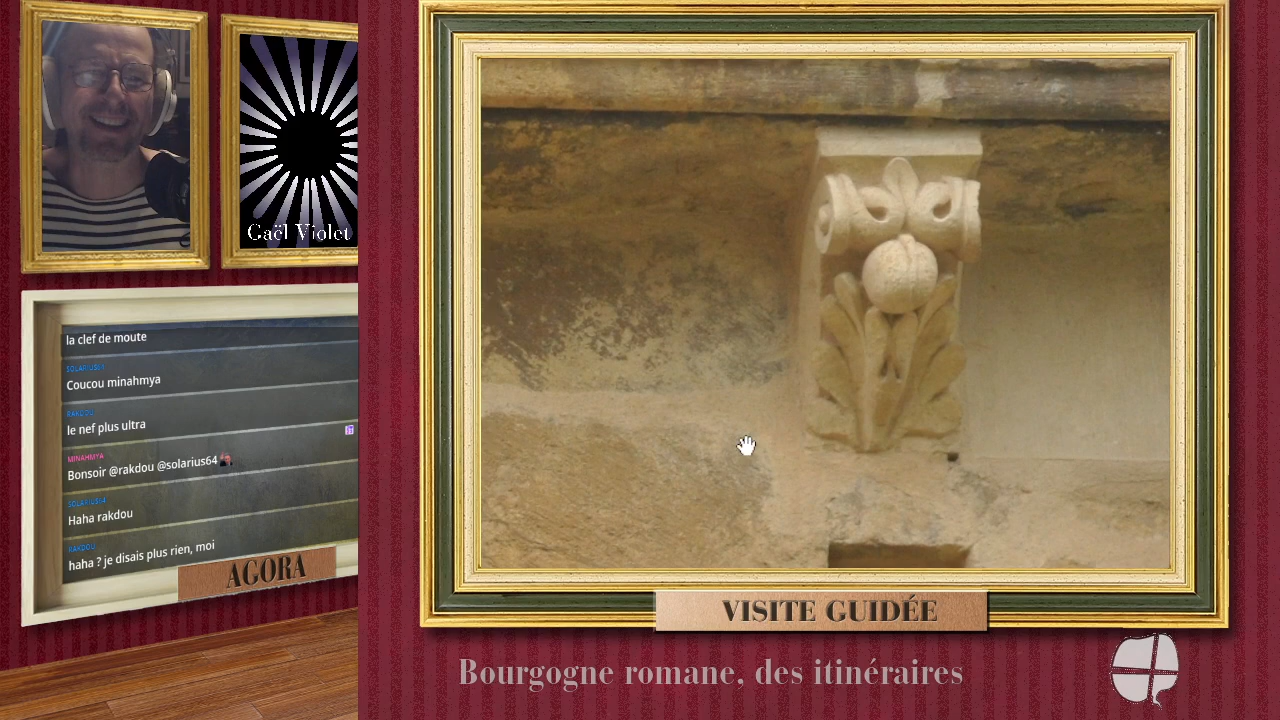 Gaël Violet
la clef de moute
SOLARIUS64
Coucou minahmya
RAKDOU
le nef plus ultra
MINAHMYA
Bonsoir @rakdou @solarius64
SOLARIUS64
Haha rakdou
RAKDOU
haha ? je disais plus rien, moi
AGORA
VISITE GUIDÉE
Bourgogne romane, des itinéraires